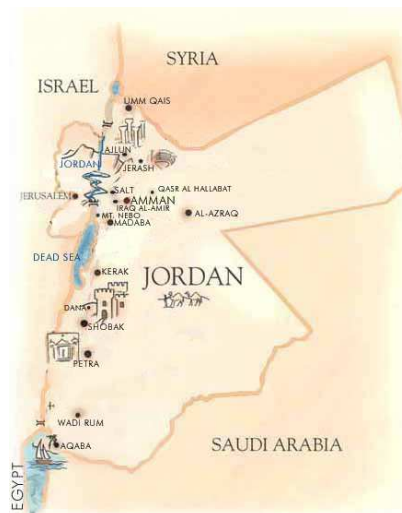 SYRIA
ISRAEL
UMM QAIS
AJLUN
JORDAN
JERASH
SALT
QASR AL HALLABAT
JERUSALEM
AMMAN
IRAQ AL-AMIR
MT. NEBO
AL-AZRAQ
MADABA
DEAD SEA
KERAK
JORDAN
DANA
SHOBAK
PETRA
WADI RUM
AQABA
SAUDI ARABIA
EGYPT